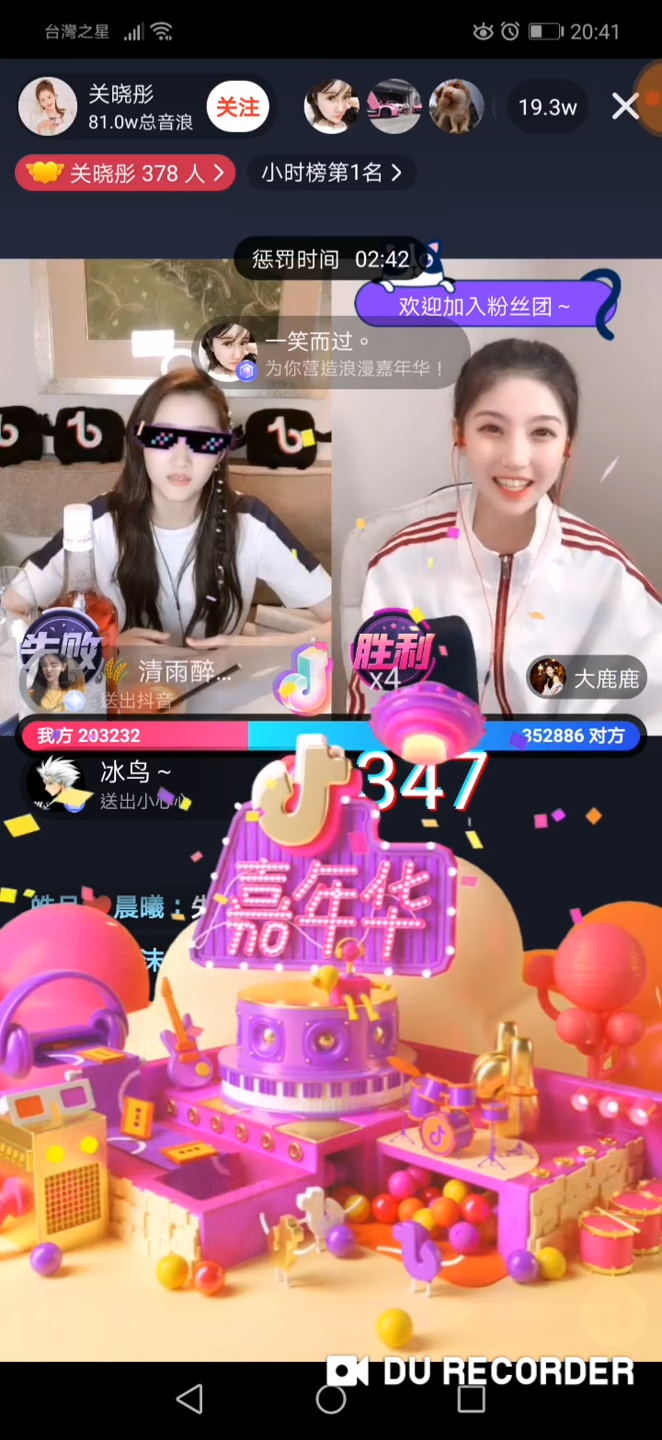 台灣之星
20:41
关晓彤
81.0w总音浪
关注
19.3w
关晓彤 378 人
小时榜第1名
惩罚时间 02:42
欢迎加入粉丝团 ~
一笑而过。
为你营造浪漫嘉年华！
失败
胜利
清雨醉...
送出抖音
x4
大鹿鹿
我方 203232
352886 对方
冰鸟 ~
送出小心心
347
晨曦：
沫
嘉年华
DU RECORDER